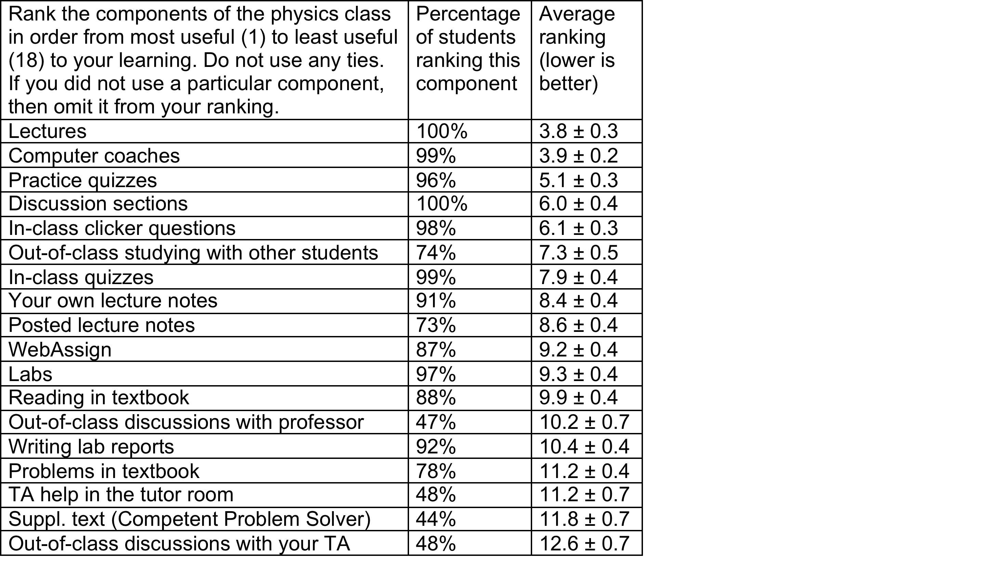 Rank the components of the physics class
in order from most useful (1) to least useful
(18) to your learning. Do not use any ties.
If you did not use a particular component,
then omit it from your ranking.
Percentage
of students
ranking this
component
Average
ranking
(lower is
better)
Lectures 100% 3.8 ± 0.3
Computer coaches 99% 3.9 ± 0.2
Practice quizzes 96% 5.1 ± 0.3
Discussion sections 100% 6.0 ± 0.4
In-class clicker questions 98% 6.1 ± 0.3
Out-of-class studying with other students 74% 7.3 ± 0.5
In-class quizzes 99% 7.9 ± 0.4
Your own lecture notes 91% 8.4 ± 0.4
Posted lecture notes 73% 8.6 ± 0.4
WebAssign 87% 9.2 ± 0.4
Labs 97% 9.3 ± 0.4
Reading in textbook 88% 9.9 ± 0.4
Out-of-class discussions with professor 47% 10.2 ± 0.7
Writing lab reports 92% 10.4 ± 0.4
Problems in textbook 78% 11.2 ± 0.4
TA help in the tutor room 48% 11.2 ± 0.7
Suppl. text (Competent Problem Solver) 44% 11.8 ± 0.7
Out-of-class discussions with your TA 48% 12.6 ± 0.7